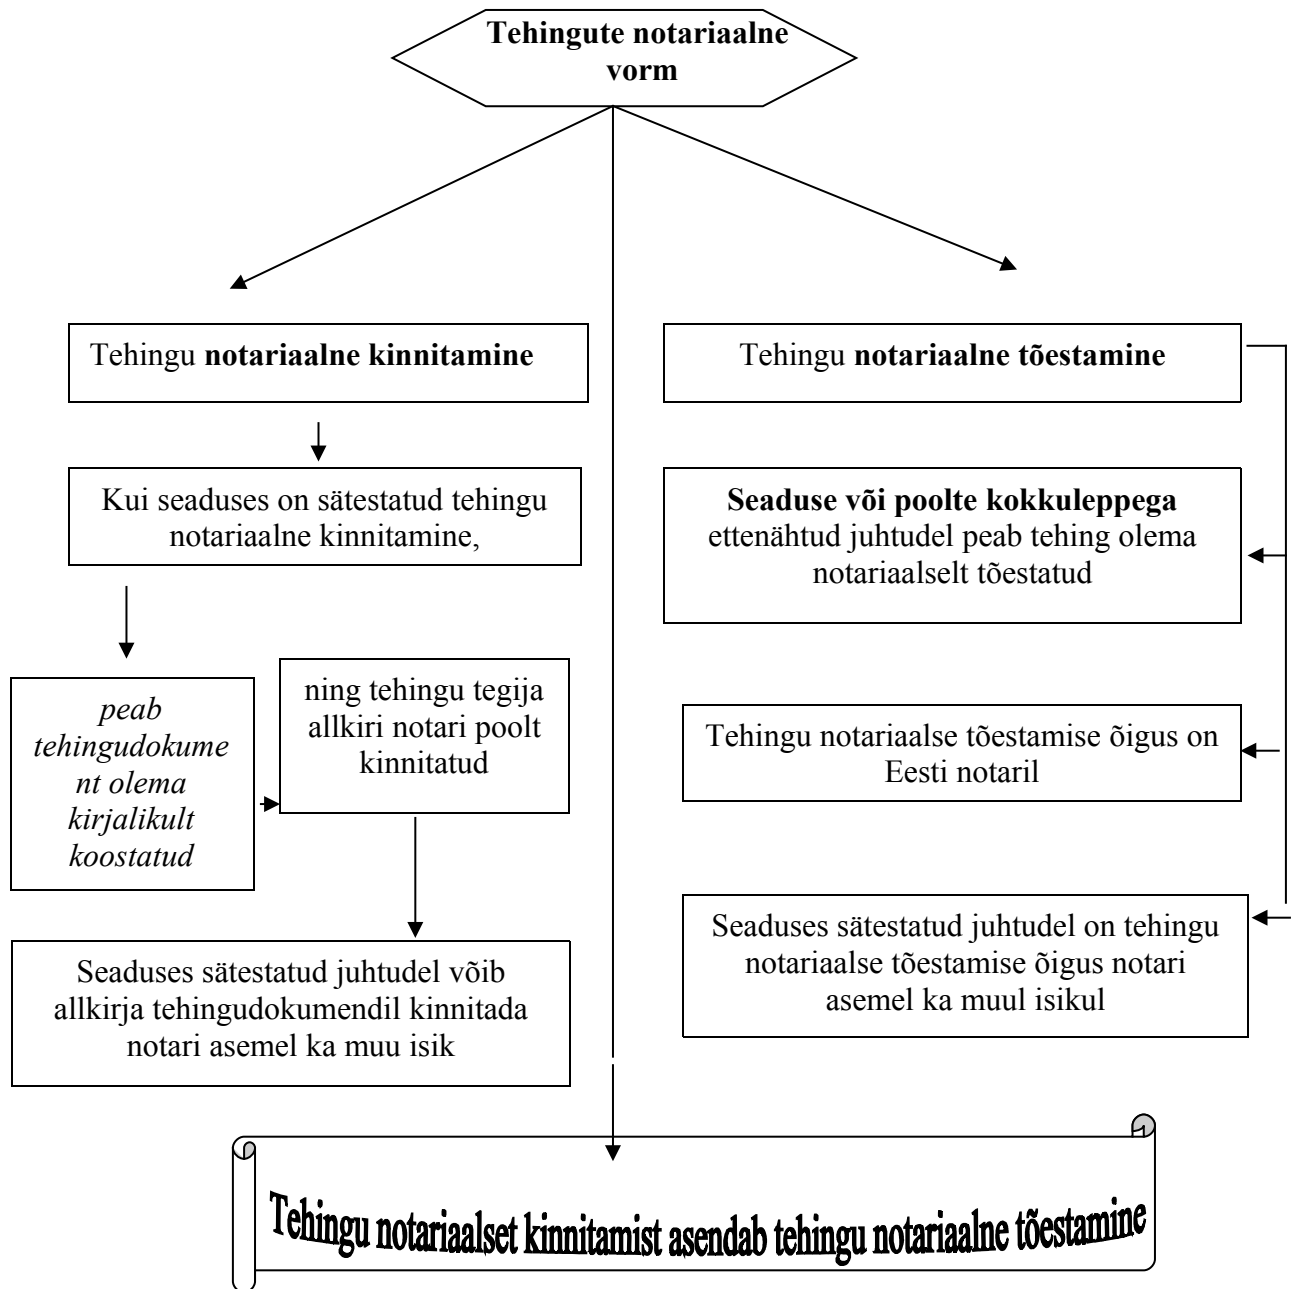 Tehingute notariaalne
vorm
Tehingu notariaalne kinnitamine
Kui seaduses on sätestatud tehingu
notariaalne kinnitamine,
peab
tehingudokume
nt olema
kirjalikult
koostatud
ning tehingu tegija
allkiri notari poolt
kinnitatud
Seaduses sätestatud juhtudel võib
allkirja tehingudokumendil kinnitada
notari asemel ka muu isik
Tehingu notariaalne tõestamine
Seaduse või poolte kokkuleppega
ettenähtud juhtudel peab tehing olema
notariaalselt tõestatud
Tehingu notariaalse tõestamise õigus on
Eesti notaril
Seaduses sätestatud juhtudel on tehingu
notariaalse tõestamise õigus notari
asemel ka muul isikul
Tehingu notariaalset kinnitamist asendab tehingu notariaalne tõestamine